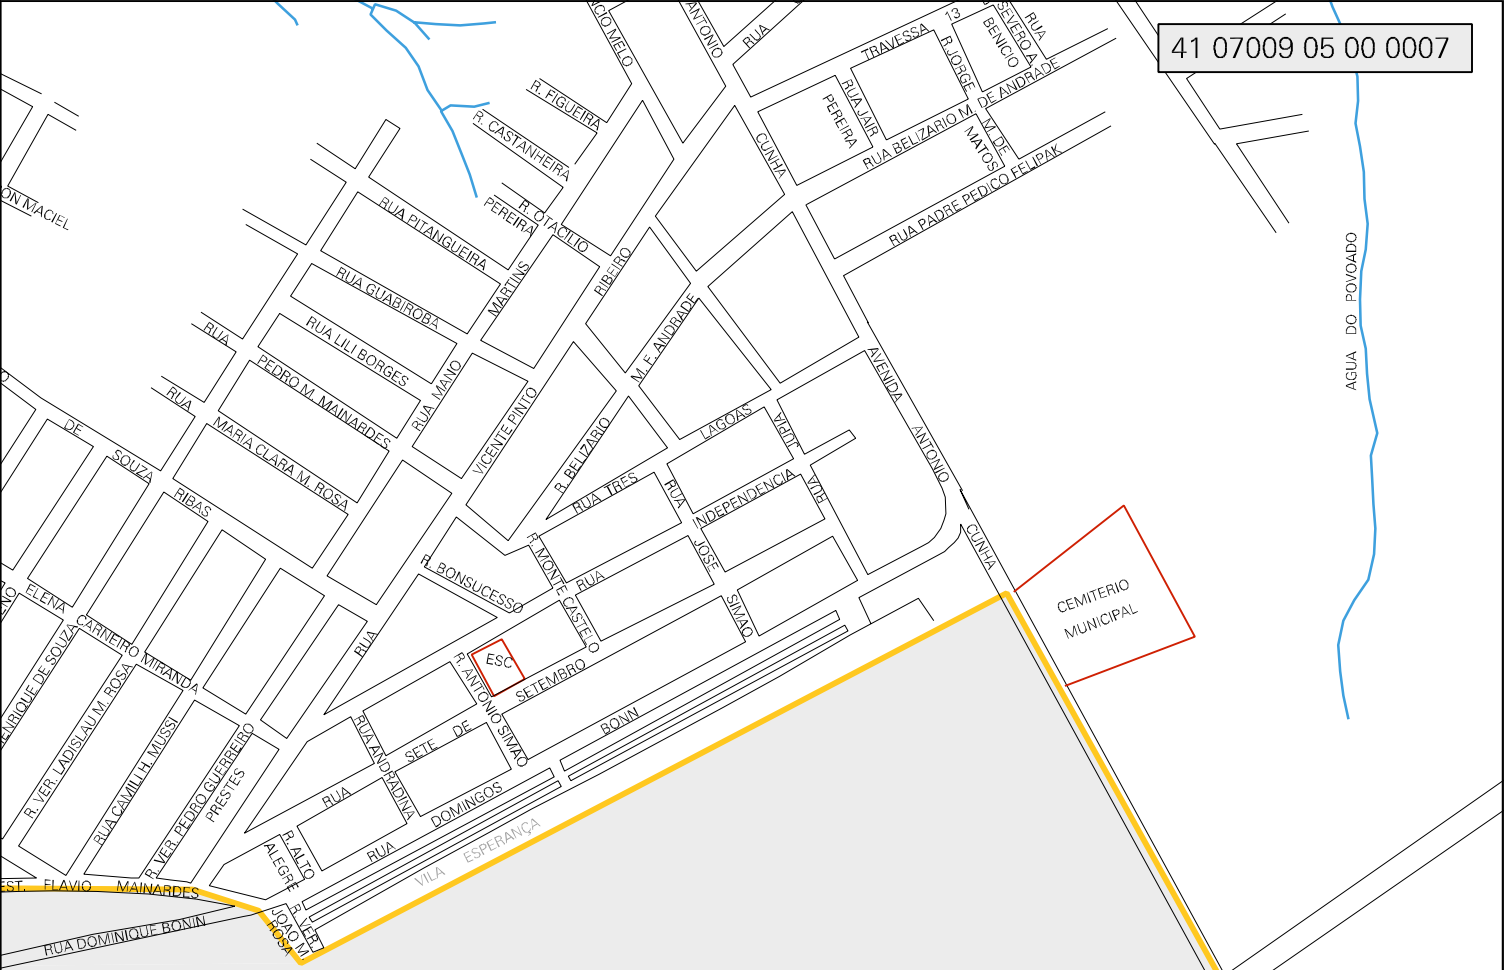 41 07009 05 00 0007
NCIO MELO
ANTONIO
RUA
TRAVESSA 13
R. JORGE
SEVERO A.
BENICIO
RUA
R. FIGUEIRA
R. CASTANHEIRA
RUA JAIR
PEREIRA
RUA BELIZARIO M. DE ANDRADE
M. DE
MATOS
CUNHA
RUA PADRE PEDICO FELIPAK
ON MACIEL
R. OTACILIO
PEREIRA
RUA PITANGUEIRA
RUA GUABIROBA
MARTINS
RIBEIRO
AGUA DO POVOADO
RUA LILI BORGES
RUA
PEDRO M. MAINARDES
RUA MANO
M. F. ANDRADE
AVENIDA
ANTONIO
CUNHA
RUA
MARIA CLARA M. ROSA
VICENTE PINTO
R. BELIZARIO
LAGOAS
JUPIA
DE
SOUZA
RIBAS
RUA TRES
RUA
INDEPENDENCIA
RUA
R. MONTE CASTELO
RUA
JOSE
SIMAO
R. BONSUCESSO
CEMITERIO
MUNICIPAL
ELENA
CARNEIRO MIRANDA
RUA
ESC
R. ANTONIO SIMAO
SETEMBRO
ENRIQUE DE SOUZA
R. VER. LADISLAU M. ROSA
RUA CAMILI H. MUSSI
R. VER. PEDRO GUERREIRO
PRESTES
RUA ANDRADINA
SETE DE
BONN
RUA
DOMINGOS
RUA
VILA ESPERANÇA
R. ALTO
ALEGRE
EST. FLAVIO MAINARDES
RUA DOMINIQUE BONIN
R. VER.
JOAO M.
ROSA